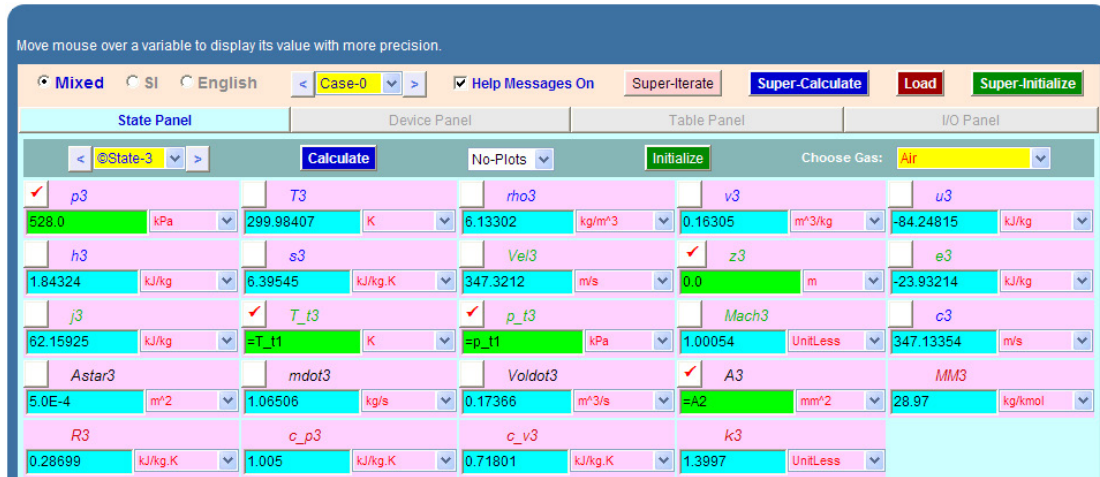 Move mouse over a variable to display its value with more precision.
Mixed SI English < Case-0 > Help Messages On Super-Iterate Super-Calculate Load Super-Initialize
State Panel Device Panel Table Panel I/O Panel
< ©State-3 > Calculate No-Plots Initialize Choose Gas: Air
p3 T3 rho3 v3 u3
528.0 kPa 299.98407 K 6.13302 kg/m^3 0.16305 m^3/kg -84.24815 kJ/kg
h3 s3 Vel3 z3 e3
1.84324 kJ/kg 6.39545 kJ/kg.K 347.3212 m/s 0.0 m -23.93214 kJ/kg
j3 T_t3 p_t3 Mach3 c3
62.15925 kJ/kg =T_t1 K =p_t1 kPa 1.00054 UnitLess 347.13354 m/s
Astar3 mdot3 Voldot3 A3 MM3
5.0E-4 m^2 1.06506 kg/s 0.17366 m^3/s =A2 mm^2 28.97 kg/kmol
R3 c_p3 c_v3 k3
0.28699 kJ/kg.K 1.005 kJ/kg.K 0.71801 kJ/kg.K 1.3997 UnitLess